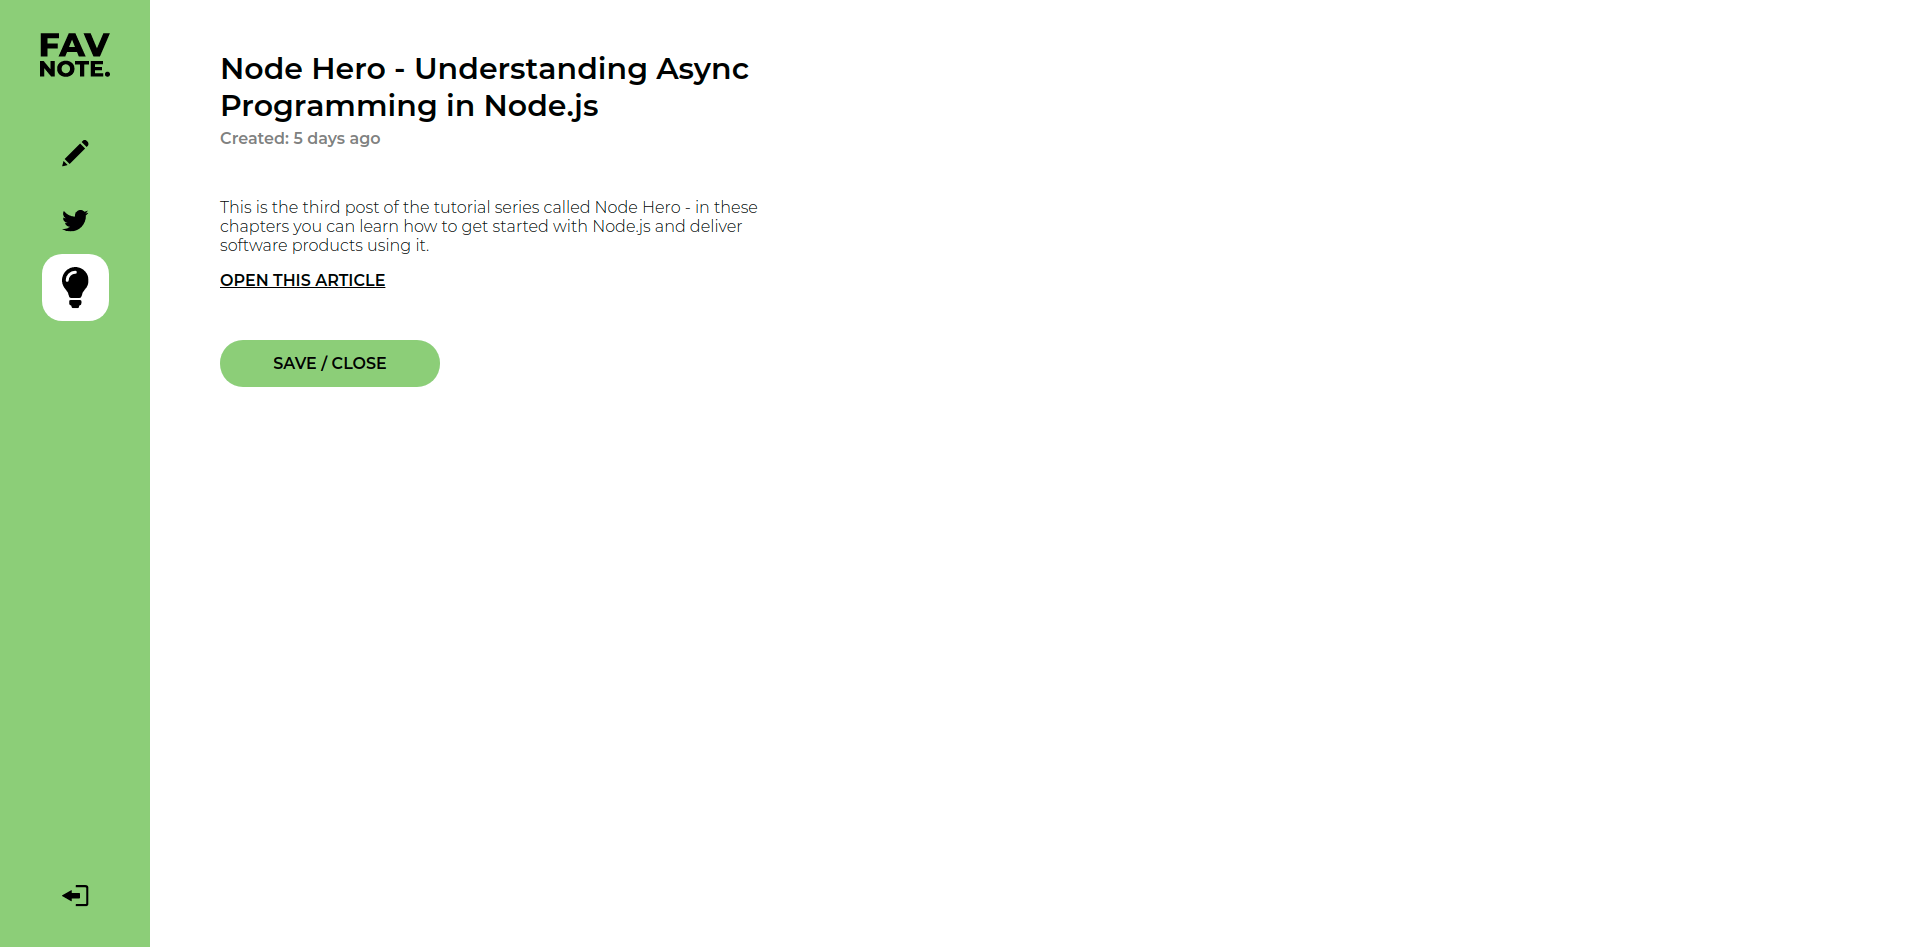 FAV
NOTE.
Node Hero - Understanding Async
Programming in Node.js
Created: 5 days ago
This is the third post of the tutorial series called Node Hero - in these
chapters you can learn how to get started with Node.js and deliver
software products using it.
OPEN THIS ARTICLE
SAVE / CLOSE